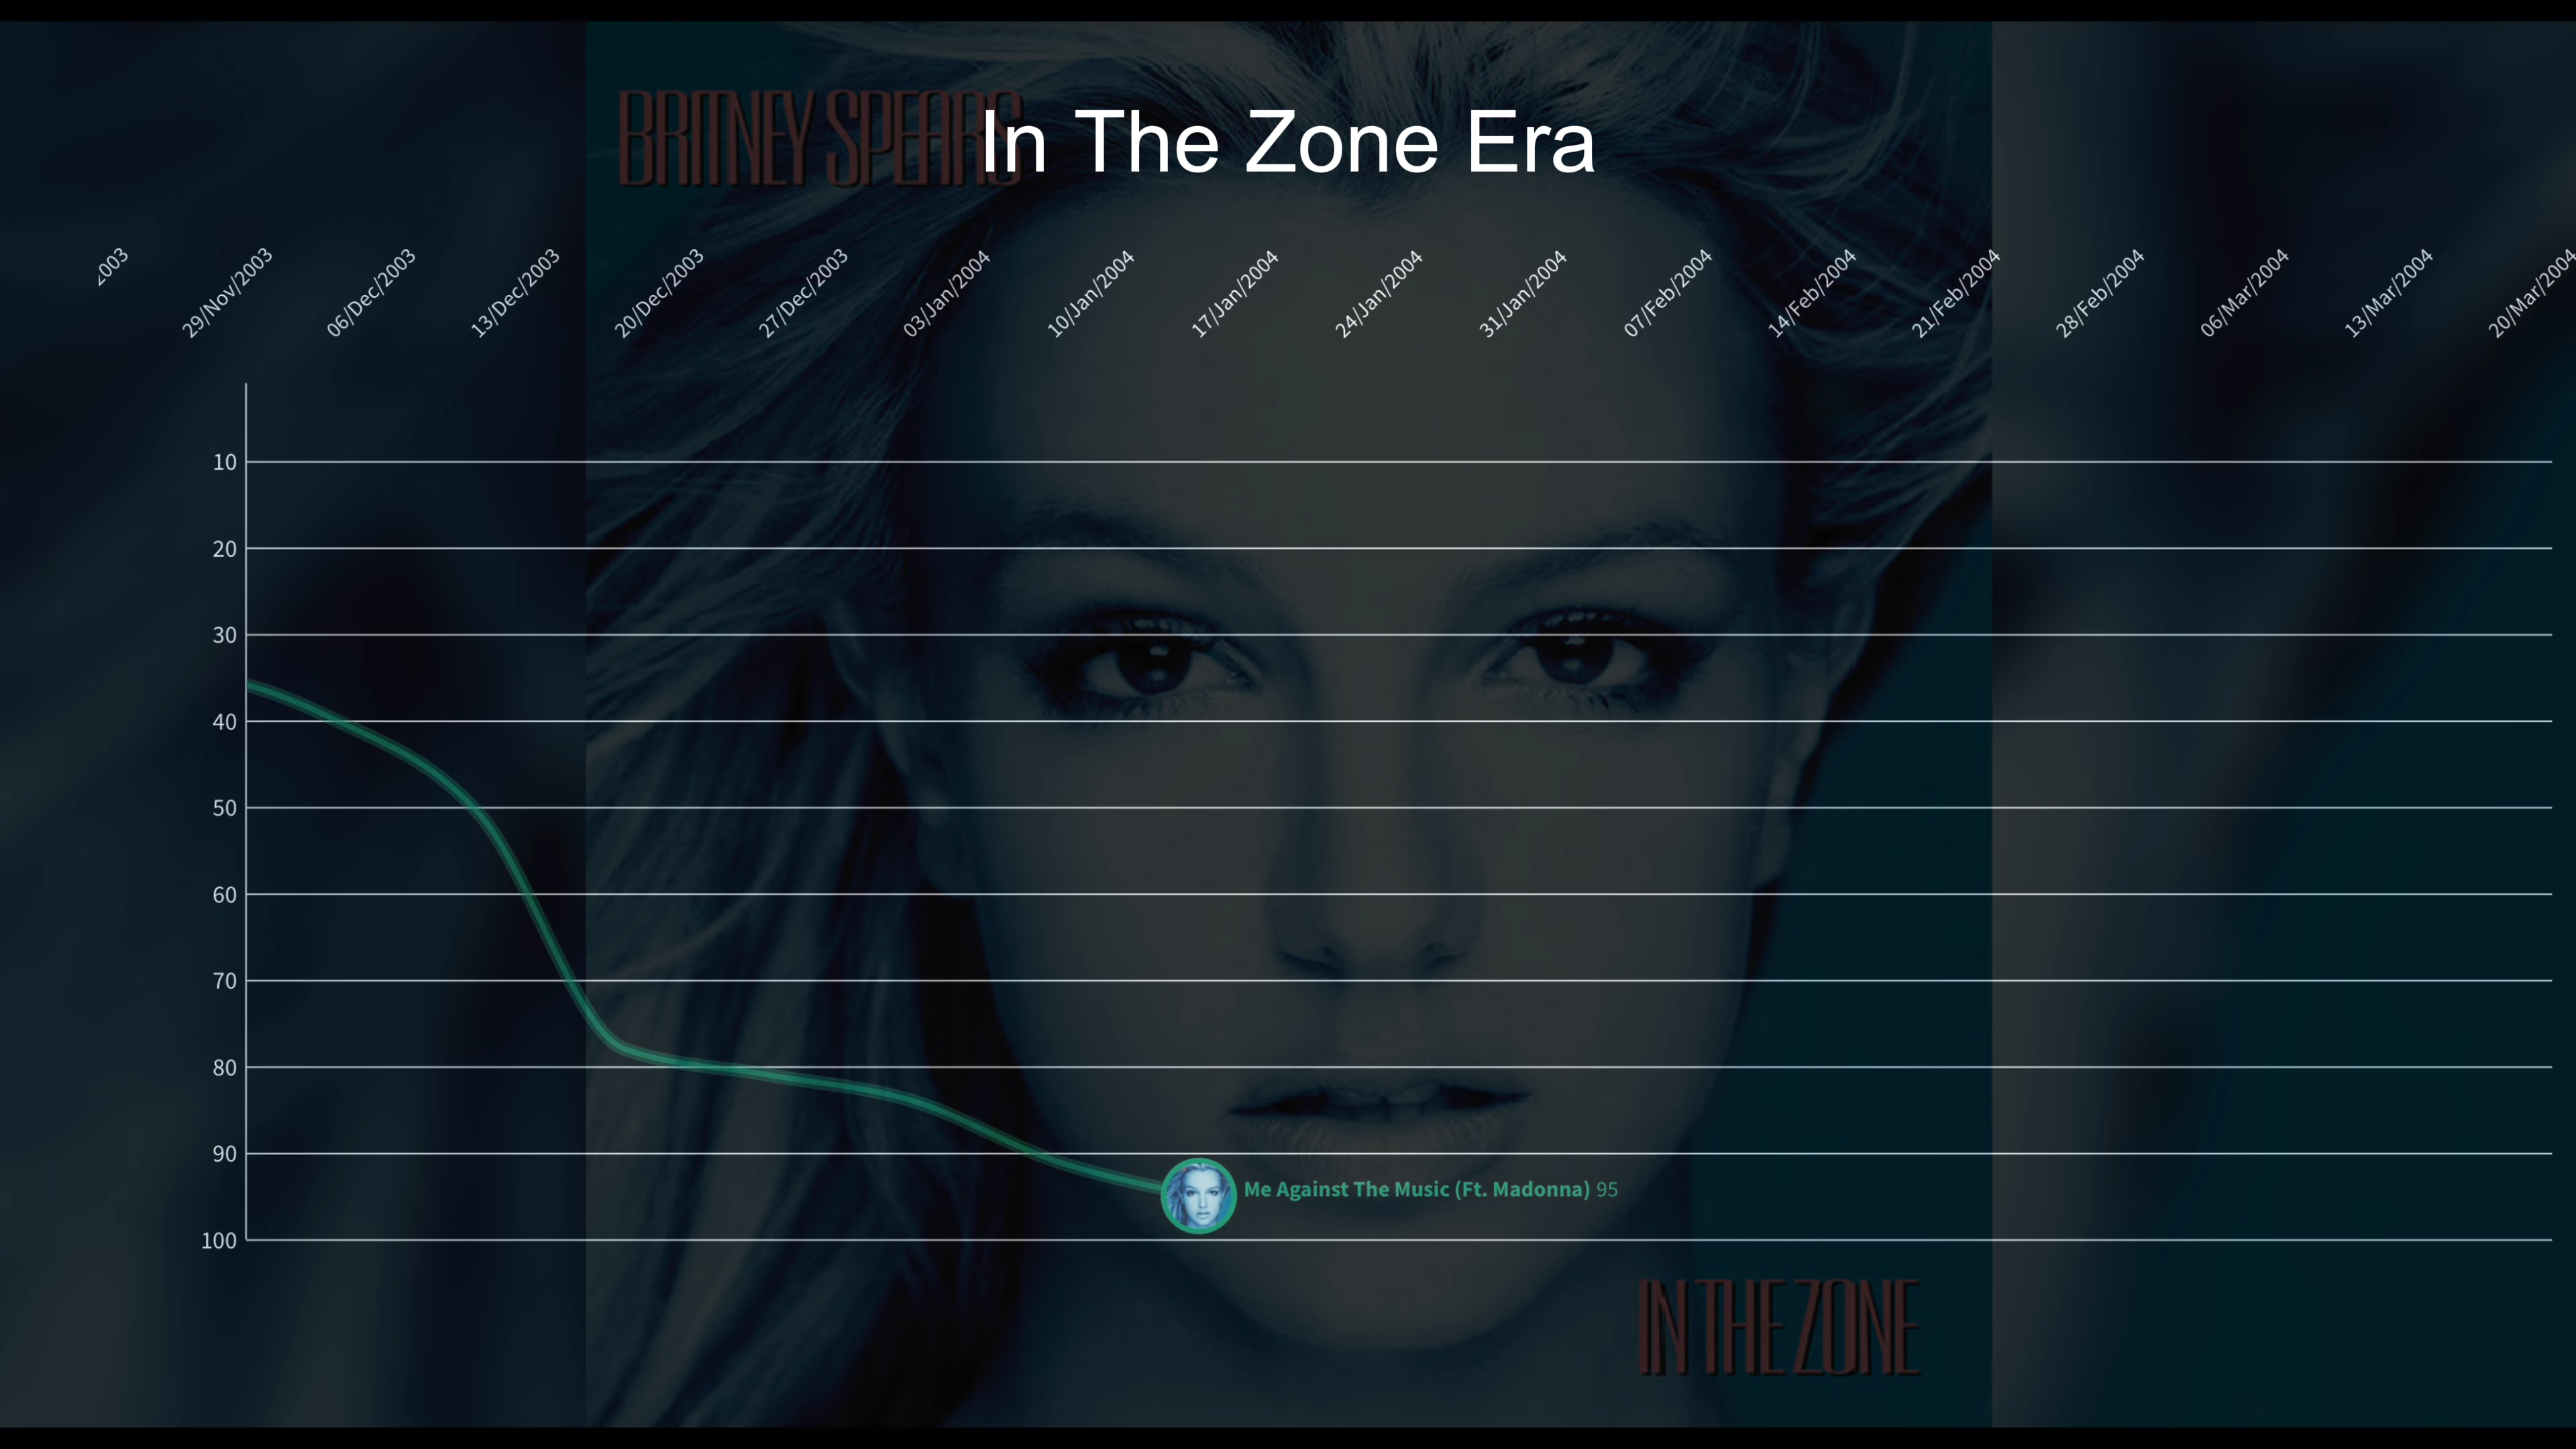 BRITNEY SPEARS
In The Zone Era
29/Nov/2003
06/Dec/2003
13/Dec/2003
20/Dec/2003
27/Dec/2003
03/Jan/2004
10/Jan/2004
17/Jan/2004
24/Jan/2004
31/Jan/2004
07/Feb/2004
14/Feb/2004
21/Feb/2004
28/Feb/2004
06/Mar/2004
13/Mar/2004
20/Mar/2004
10
20
30
40
50
60
70
80
90
Me Against The Music (Ft. Madonna) 95
100
IN THE ZONE